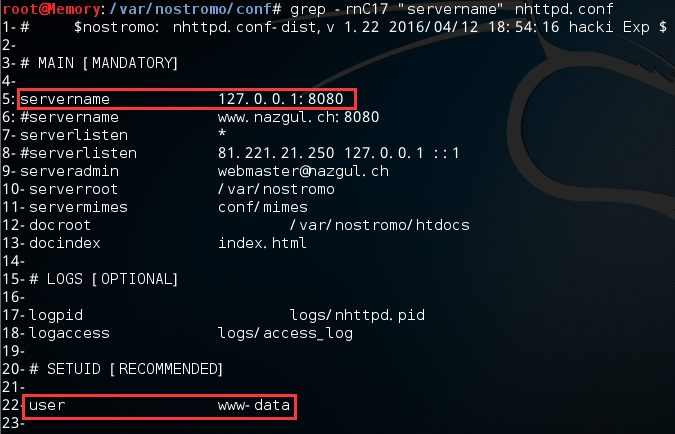 root@Memory:/var/nostromo/conf# grep -rnC17 "servername" nhttpd.conf
1-#      $nostromo: nhttpd.conf-dist,v 1.22 2016/04/12 18:54:16 hacki Exp $
2-
3-# MAIN [MANDATORY]
4-
5:servername             127.0.0.1:8080
6:#servername            www.nazgul.ch:8080
7-serverlisten           *
8-#serverlisten          81.221.21.250 127.0.0.1 ::1
9-serveradmin            webmaster@nazgul.ch
10-serverroot            /var/nostromo
11-servermimes           conf/mimes
12-docroot                       /var/nostromo/htdocs
13-docindex              index.html
14-
15-# LOGS [OPTIONAL]
16-
17-logpid                        logs/nhttpd.pid
18-logaccess             logs/access_log
19-
20-# SETUID [RECOMMENDED]
21-
22-user                  www-data
23-